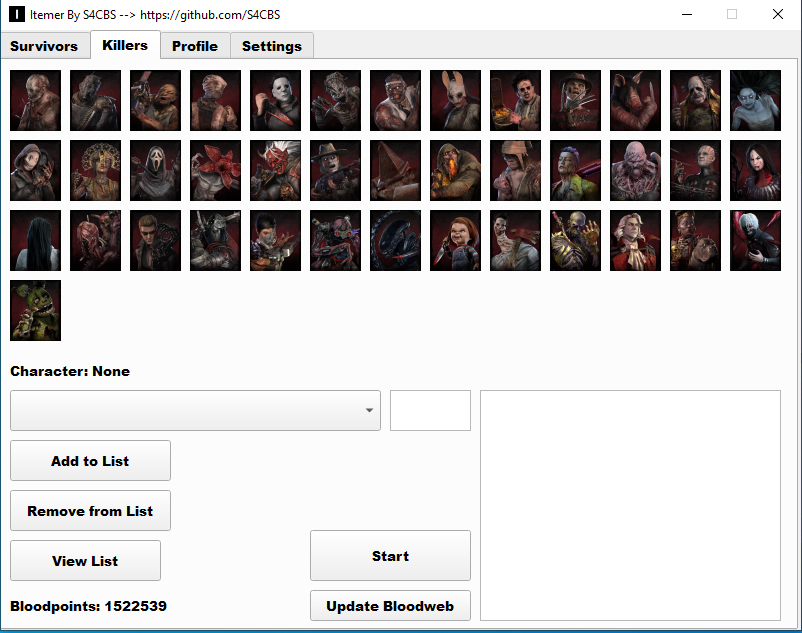 I Itemer By S4CBS --> https://github.com/S4CBS
Survivors Killers Profile Settings
Character: None
Add to List
Remove from List
View List
Start
Bloodpoints: 1522539
Update Bloodweb